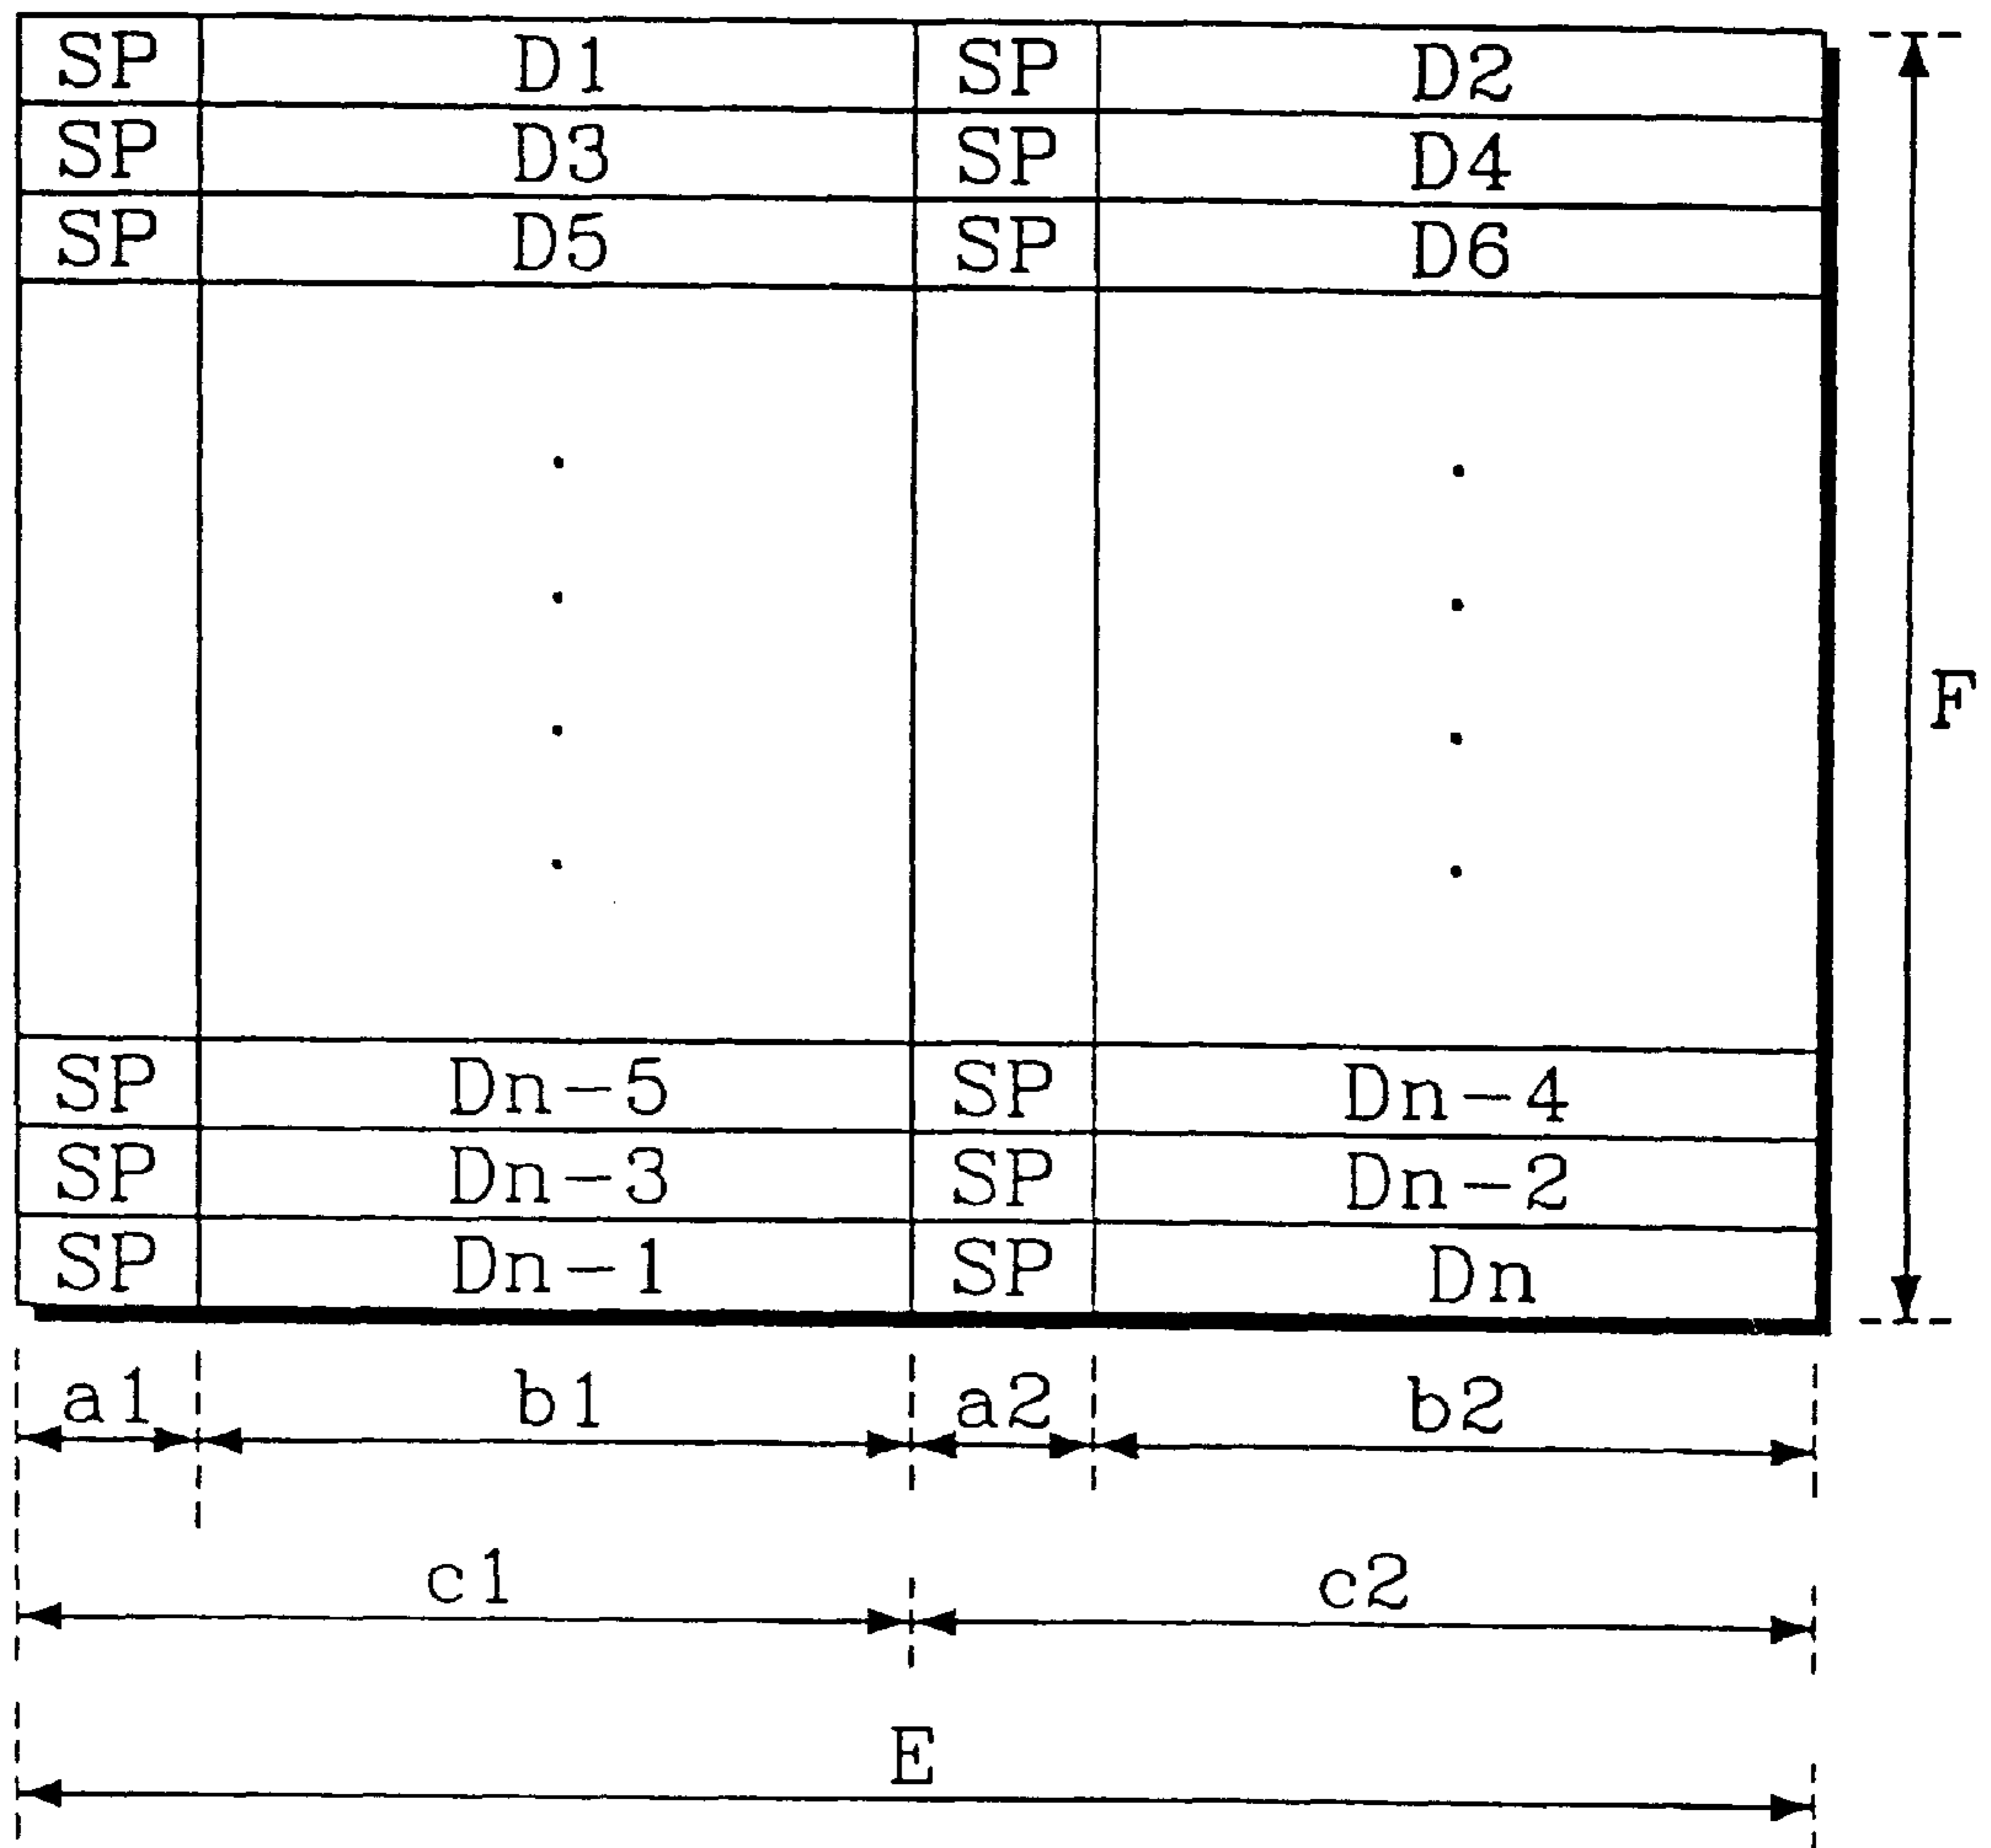 SP D1 SP D2
SP D3 SP D4
SP D5 SP D6
SP Dn-5 SP Dn-4
SP Dn-3 SP Dn-2
SP Dn-1 SP Dn
F
a1 b1 a2 b2
c1 c2
E